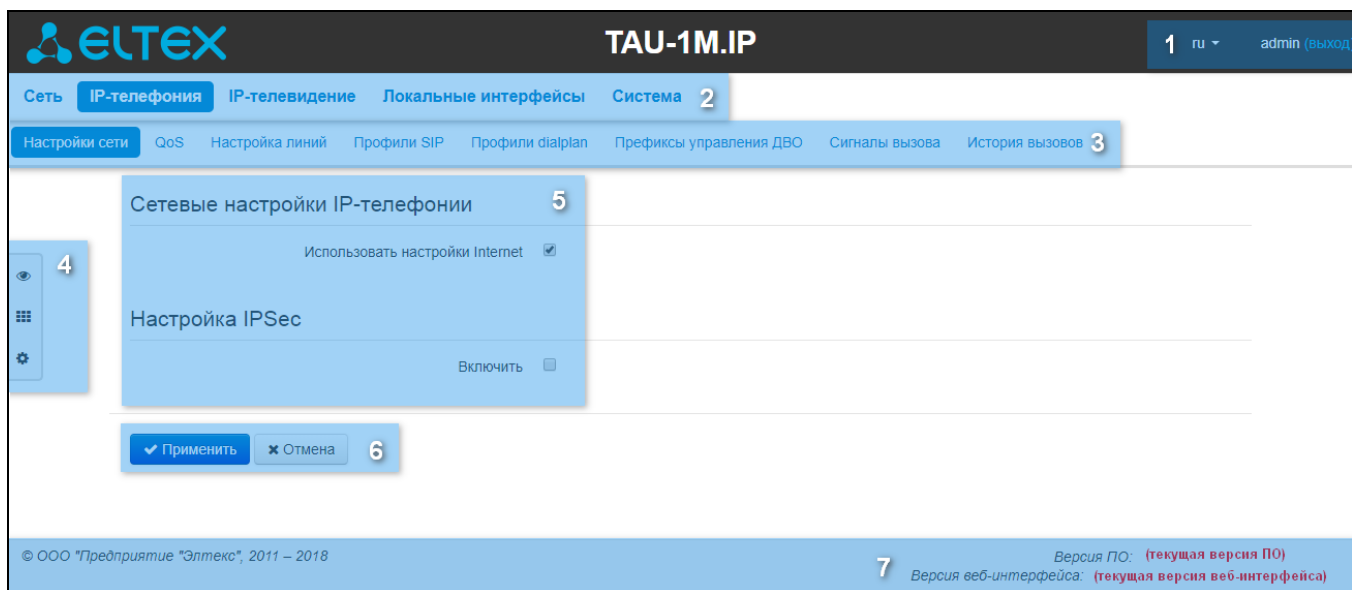 ELTEX
TAU-1M.IP
1 ru admin (выход)
Сеть IP-телефония IP-телевидение Локальные интерфейсы Система 2
Настройки сети QoS Настройка линий Профили SIP Профили dialplan Префиксы управления ДВО Сигналы вызова История вызовов 3
Сетевые настройки IP-телефонии 5
Использовать настройки Internet
4
Настройка IPSec
Включить
Применить Отмена 6
© ООО "Предприятие "Элтекс", 2011 – 2018
7
Версия ПО: (текущая версия ПО)
Версия веб-интерфейса: (текущая версия веб-интерфейса)